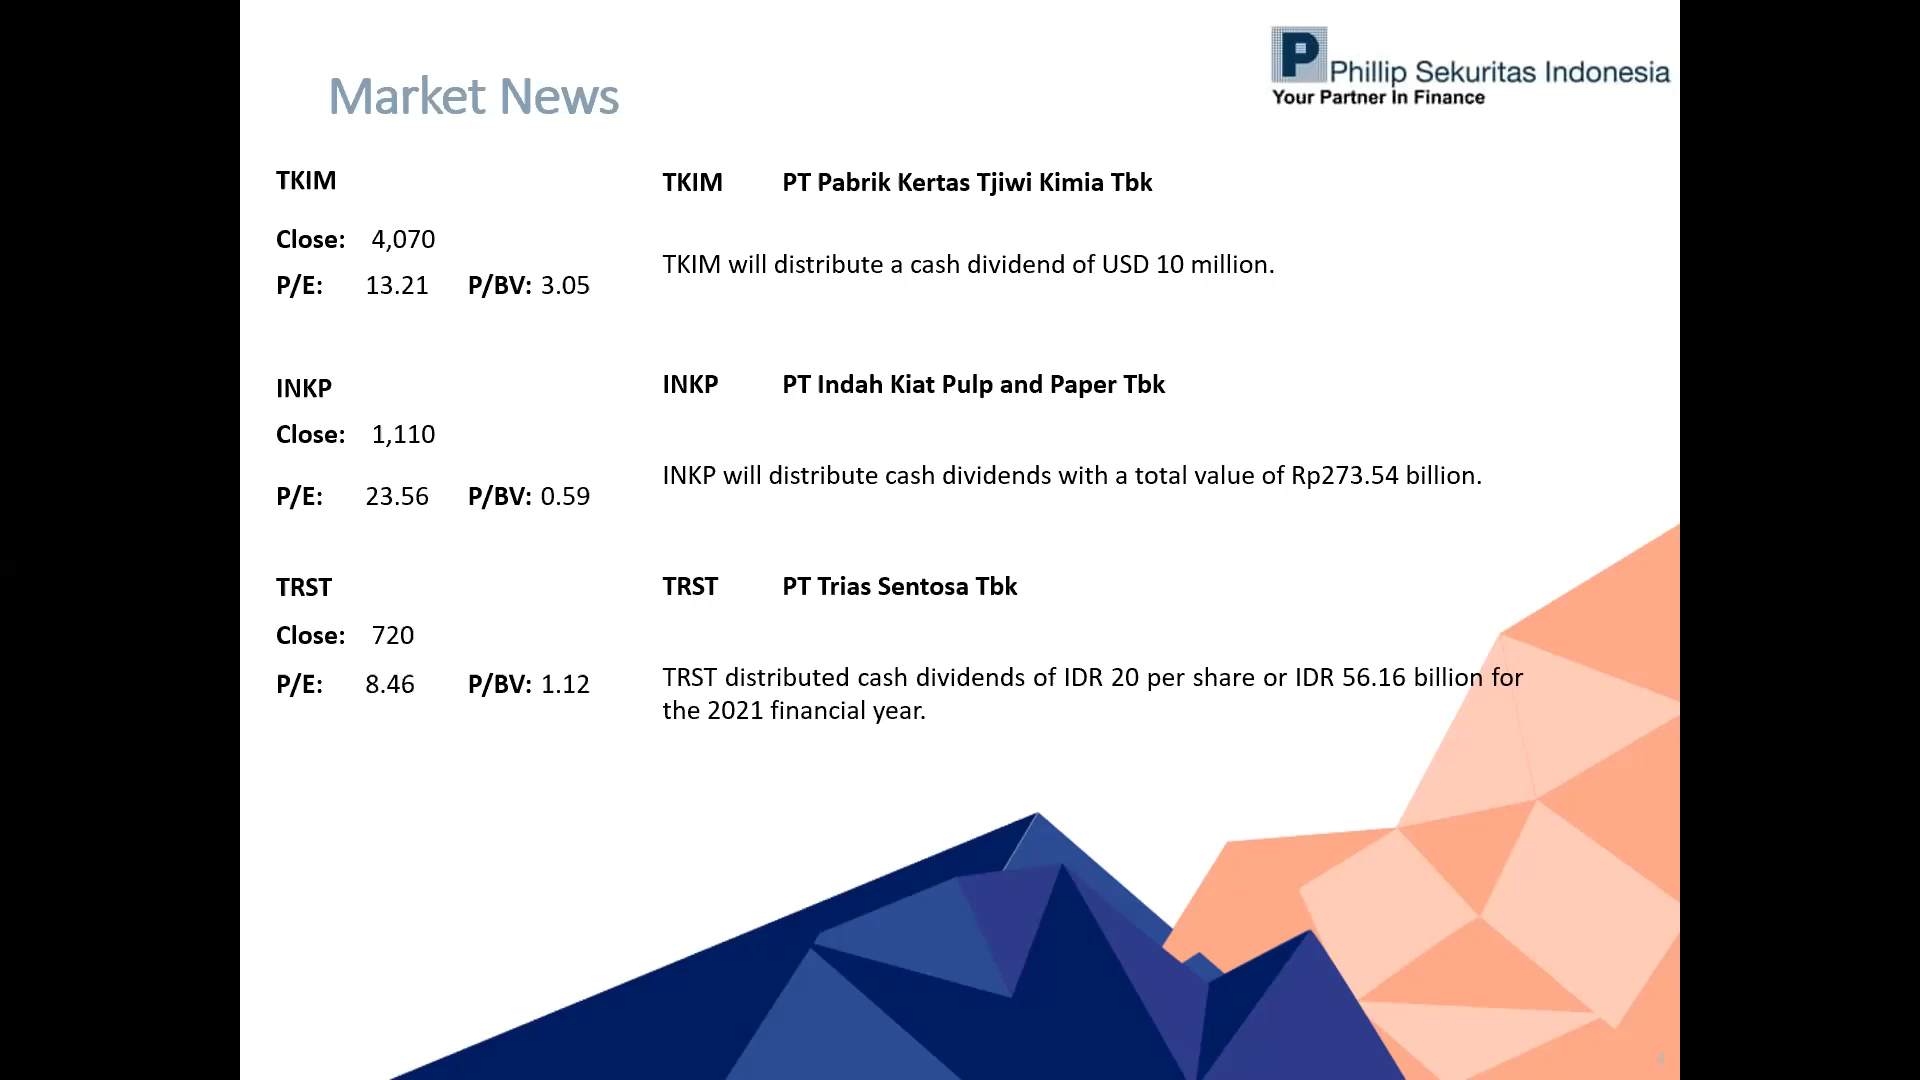 Market News
P
Phillip Sekuritas Indonesia
Your Partner In Finance
TKIM
Close: 4,070
P/E: 13.21 P/BV: 3.05
TKIM PT Pabrik Kertas Tjiwi Kimia Tbk
TKIM will distribute a cash dividend of USD 10 million.
INKP
Close: 1,110
P/E: 23.56 P/BV: 0.59
INKP PT Indah Kiat Pulp and Paper Tbk
INKP will distribute cash dividends with a total value of Rp273.54 billion.
TRST
Close: 720
P/E: 8.46 P/BV: 1.12
TRST PT Trias Sentosa Tbk
TRST distributed cash dividends of IDR 20 per share or IDR 56.16 billion for
the 2021 financial year.
4